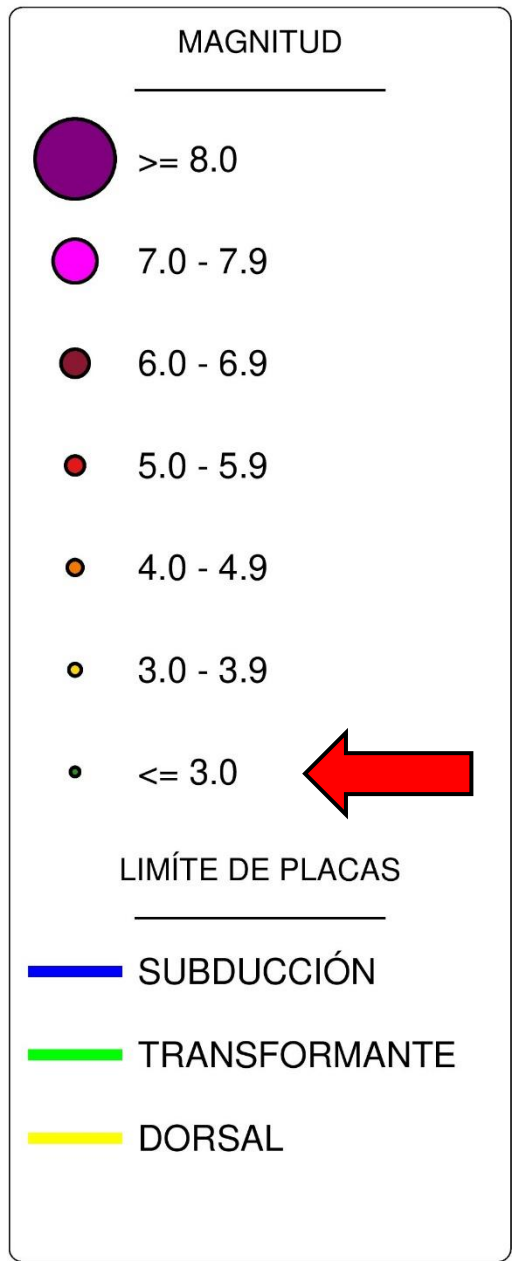 MAGNITUD
>= 8.0
7.0 - 7.9
6.0 - 6.9
5.0 - 5.9
4.0 - 4.9
3.0 - 3.9
<= 3.0
LIMÍTE DE PLACAS
SUBDUCCIÓN
TRANSFORMANTE
DORSAL